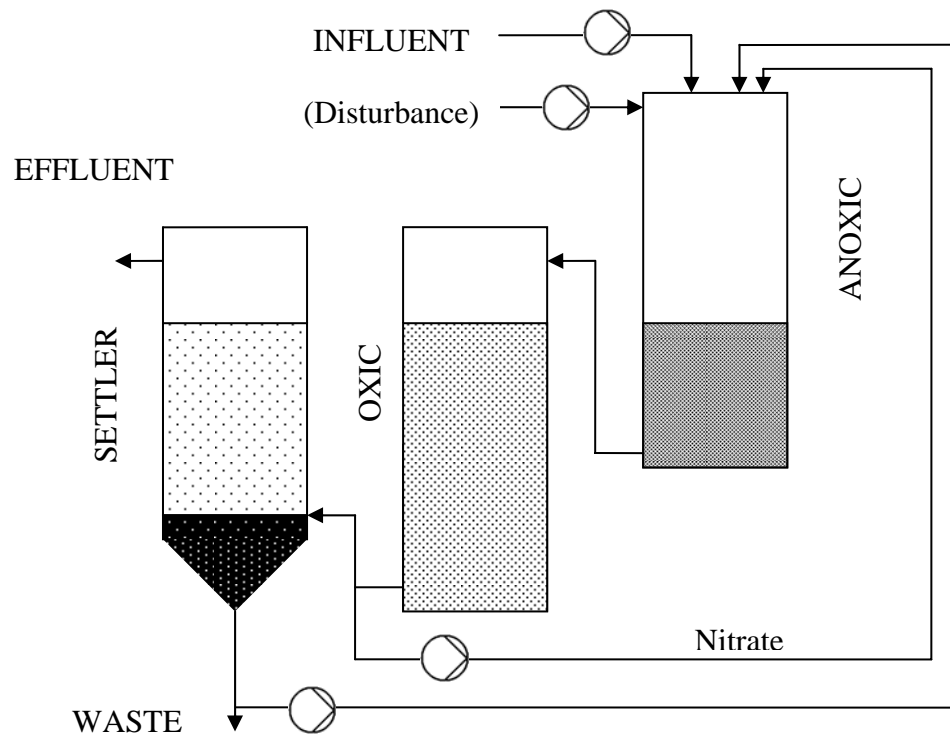 INFLUENT
(Disturbance)
EFFLUENT
ANOXIC
SETTLER
OXIC
Nitrate
WASTE